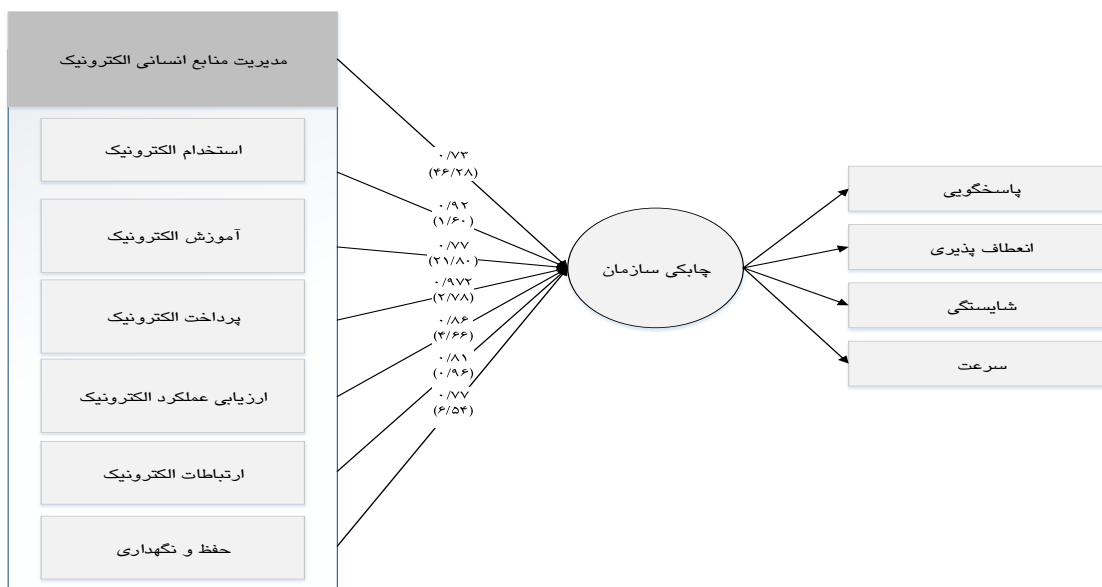 مدیریت منابع انسانی الکترونیک
استخدام الکترونیک
آموزش الکترونیک
پرداخت الکترونیک
ارزیابی عملکرد الکترونیک
ارتباطات الکترونیک
حفظ و نگهداری
۰/۷۳
(۴۶/۲۸)
۰/۹۲
(۱/۶۰)
۰/۷۷
(۲۱/۸۰)
۰/۹۷۲
(۲/۷۸)
۰/۸۶
(۴/۶۶)
۰/۸۱
(۰/۹۶)
۰/۷۷
(۶/۵۴)
چابکی سازمان
پاسخگویی
انعطاف پذیری
شایستگی
سرعت